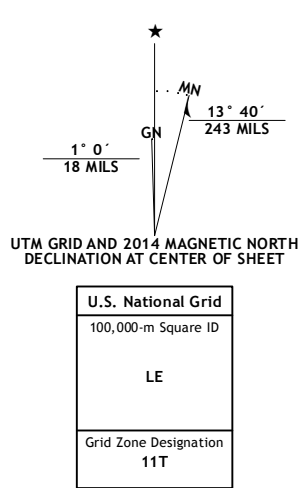 ★
MN
13° 40´
243 MILS
GN
1° 0´
18 MILS
UTM GRID AND 2014 MAGNETIC NORTH
DECLINATION AT CENTER OF SHEET
U.S. National Grid
100,000-m Square ID
LE
Grid Zone Designation
11T